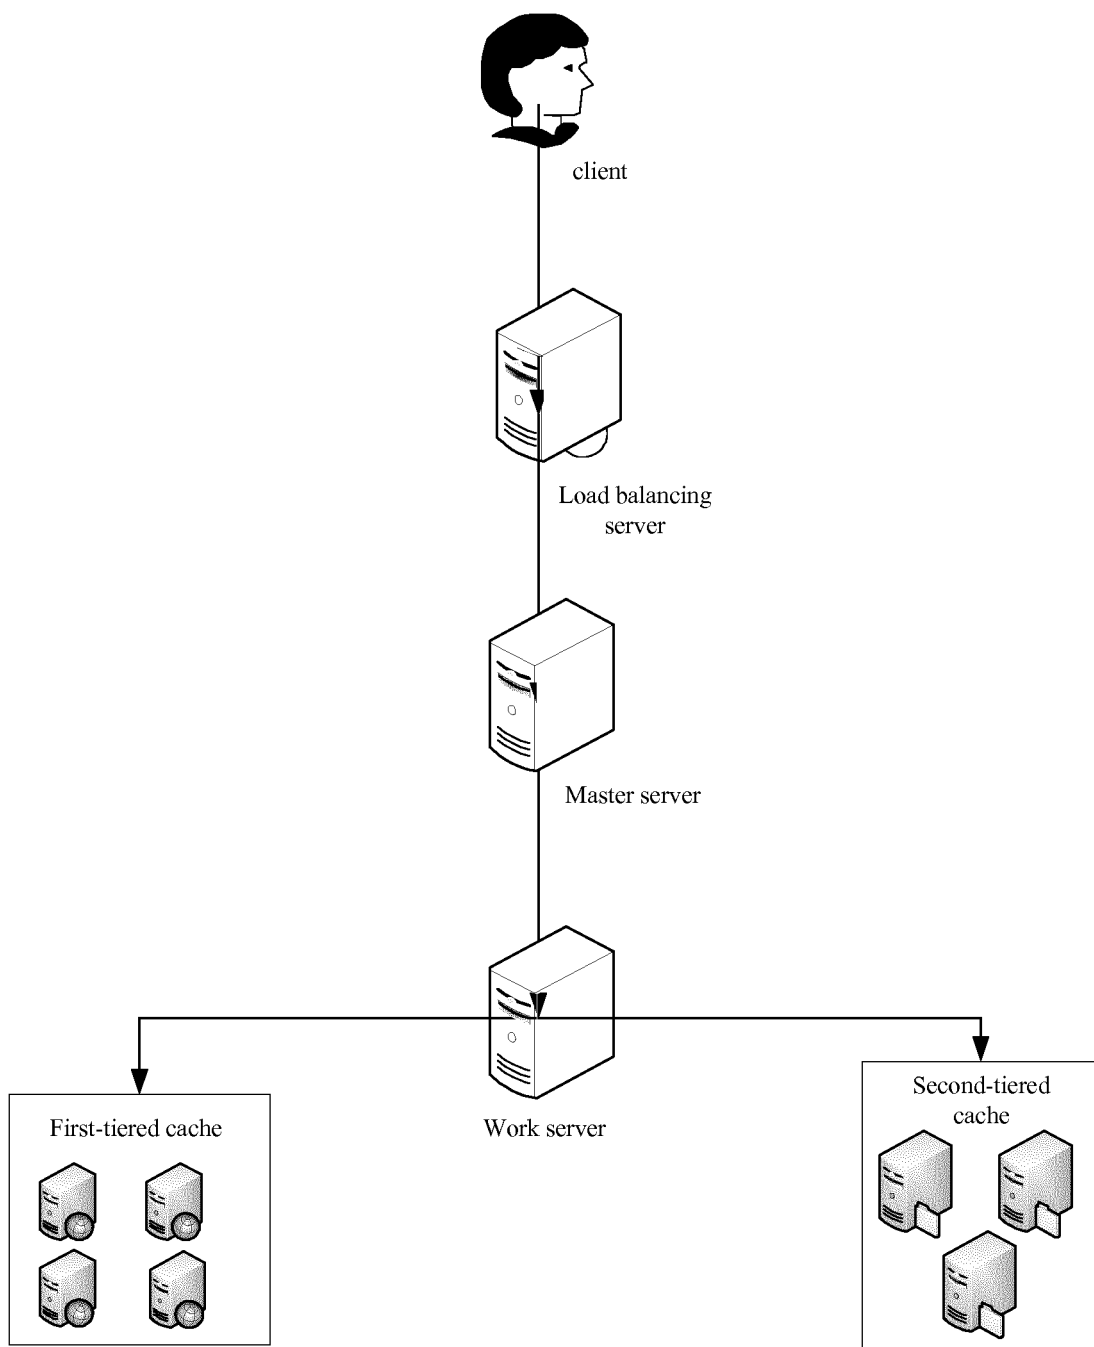 client
Load balancing
server
Master server
Work server
First-tiered cache
Second-tiered
cache